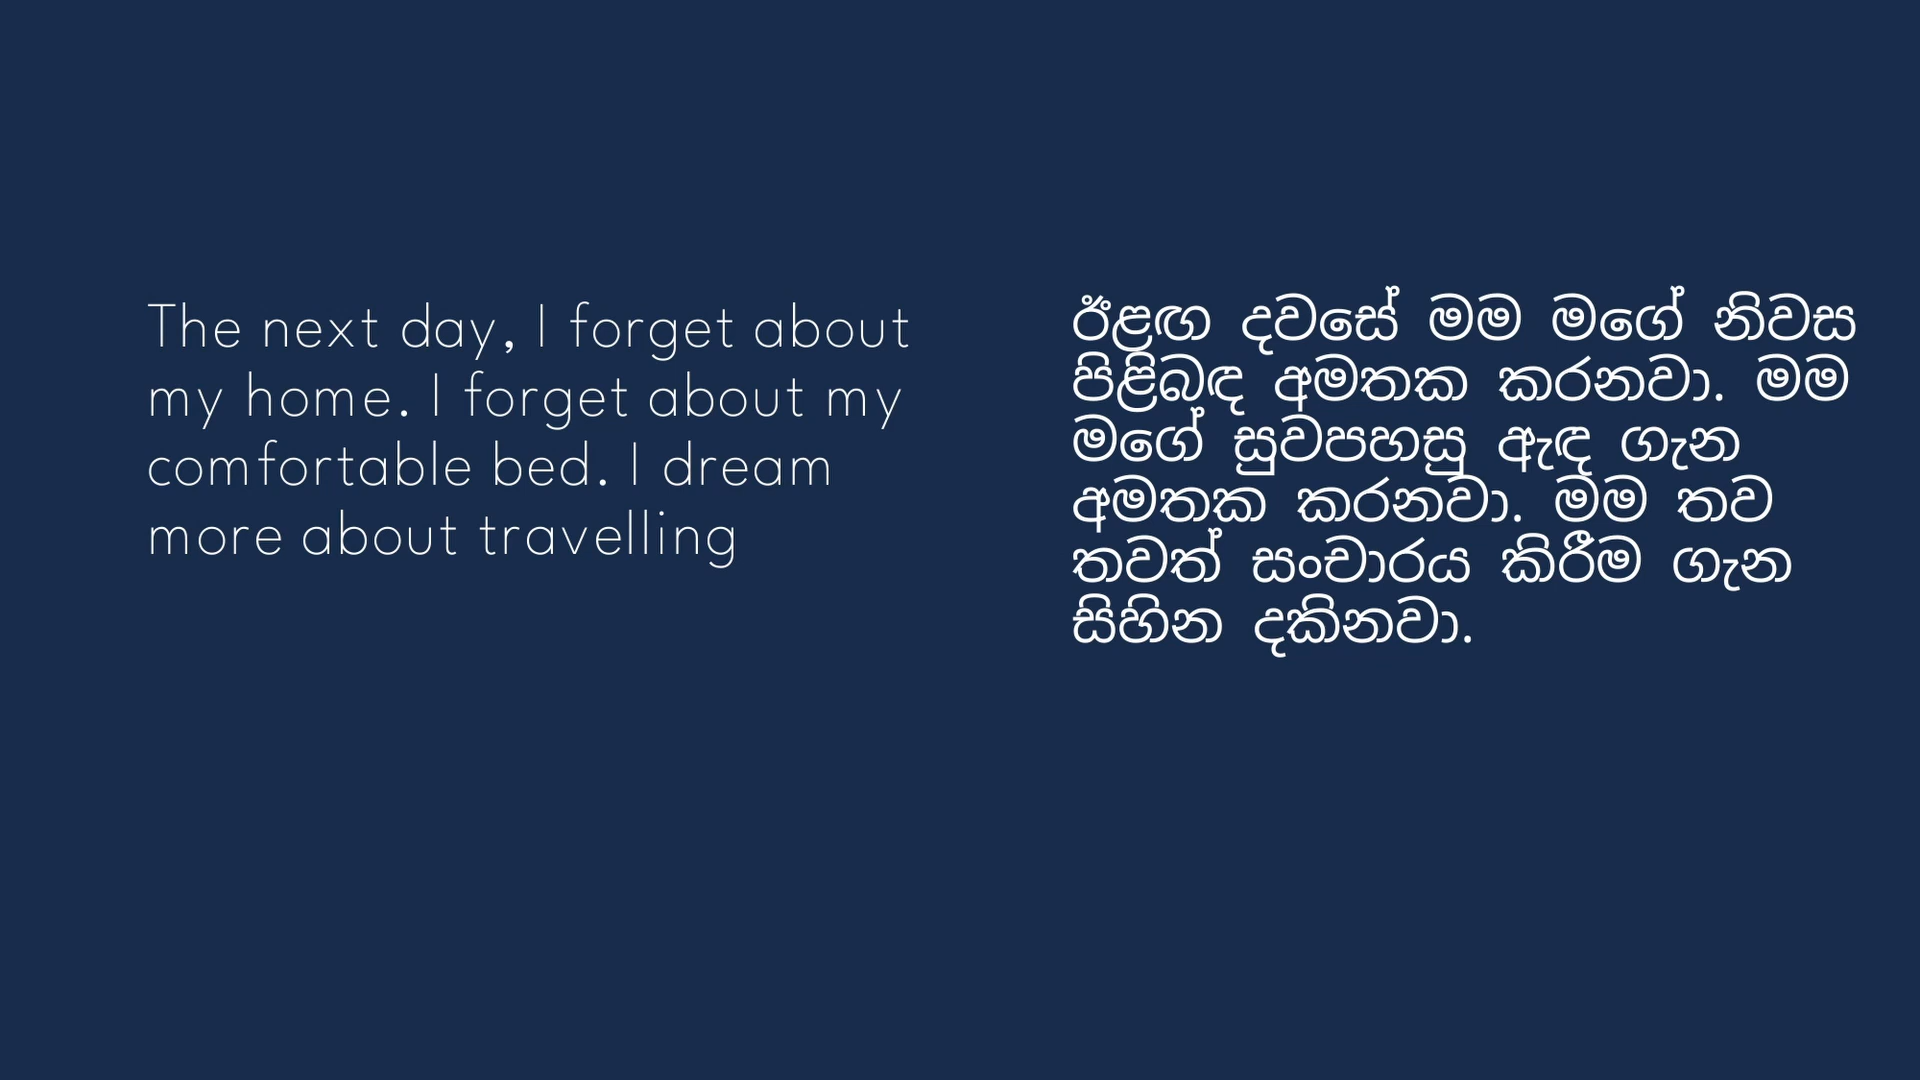 The next day, I forget about
my home. I forget about my
comfortable bed. I dream
more about travelling
ඊළඟ දවසේ මම මගේ නිවස
පිළිබඳ අමතක කරනවා. මම
මගේ සුවපහසු ඇඳ ගැන
අමතක කරනවා. මම තව
තවත් සංචාරය කිරීම ගැන
සිහින දකිනවා.